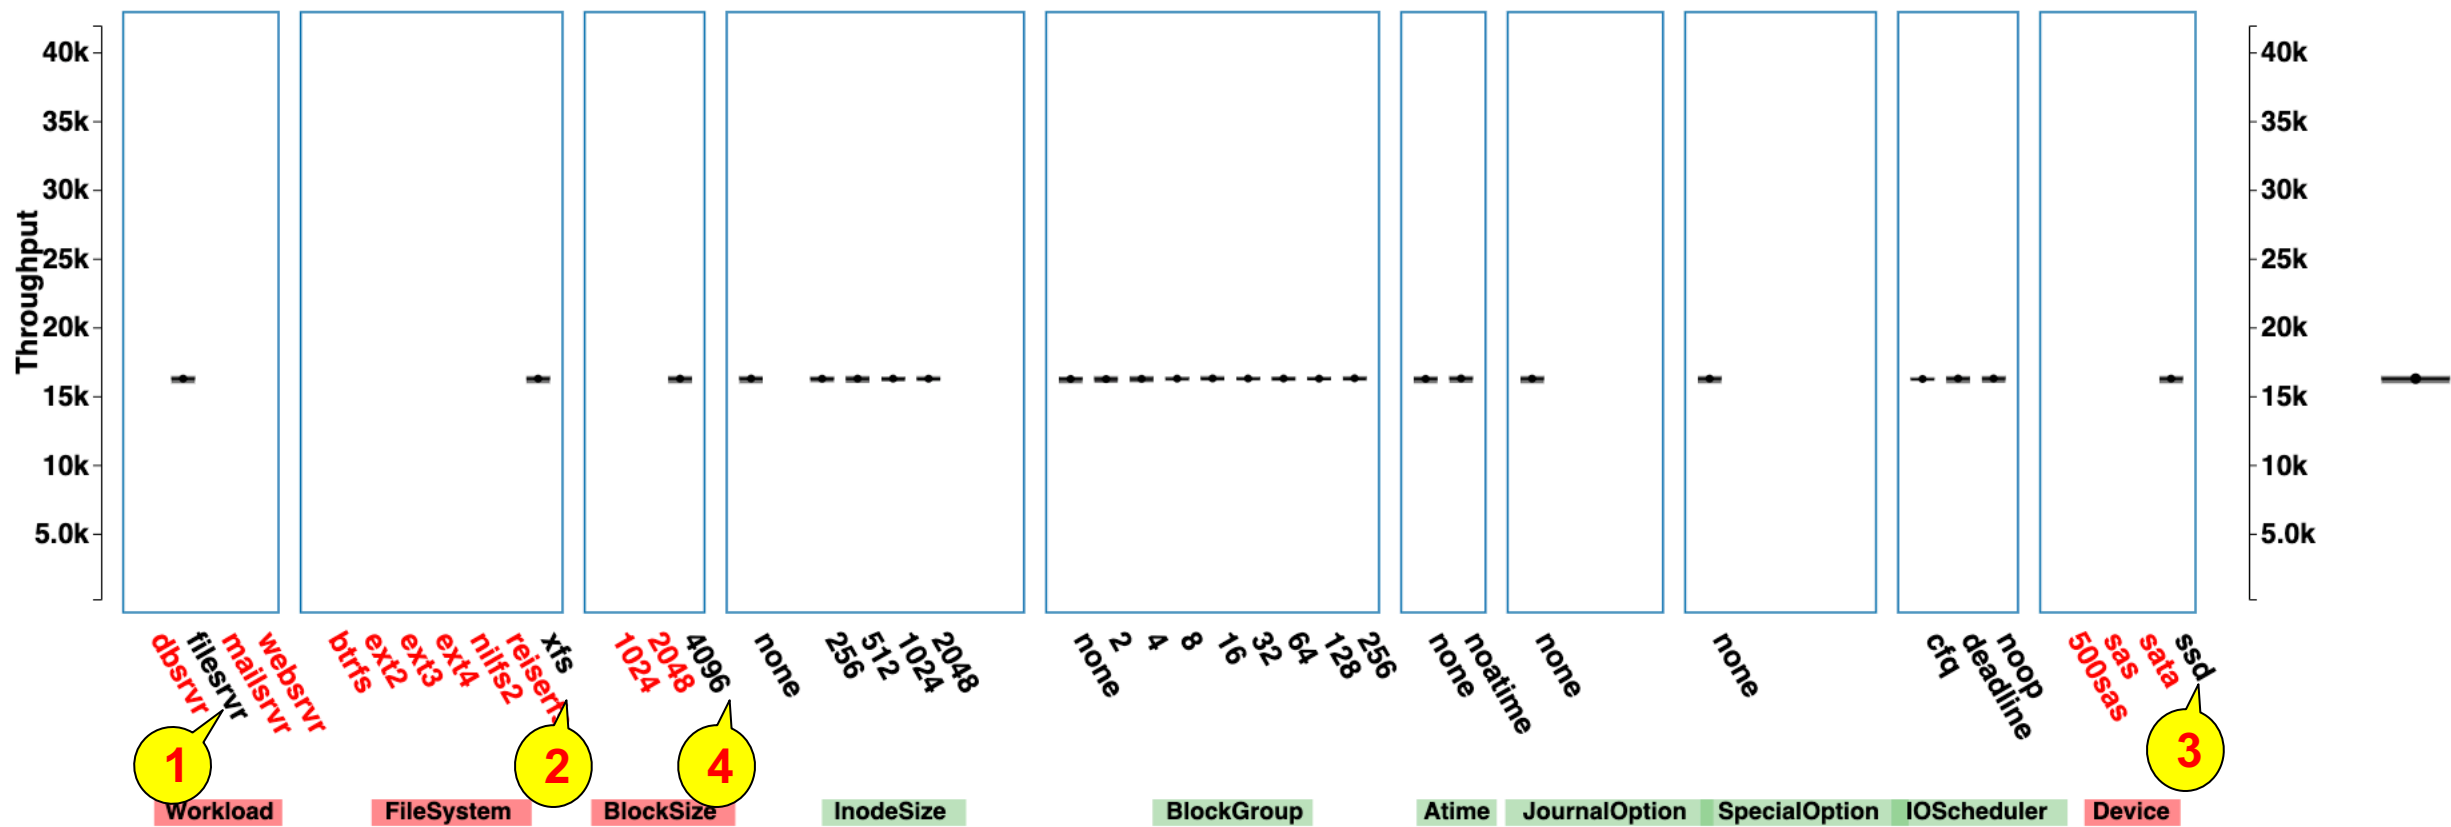 Throughput
40k
35k
30k
25k
20k
15k
10k
5.0k
40k
35k
30k
25k
20k
15k
10k
5.0k
dbsrvr
filesrvr
mailsrvr
websrvr
btrfs
ext2
ext3
ext4
nilfs2
reiserfs
xfs
1024
2048
4096
none
256
512
1024
2048
none
2
4
8
16
32
64
128
256
none
noatime
none
none
cfq
deadline
noop
500sas
sas
sata
ssd
1
2
4
3
Workload
FileSystem
BlockSize
InodeSize
BlockGroup
Atime
JournalOption
SpecialOption
IOScheduler
Device